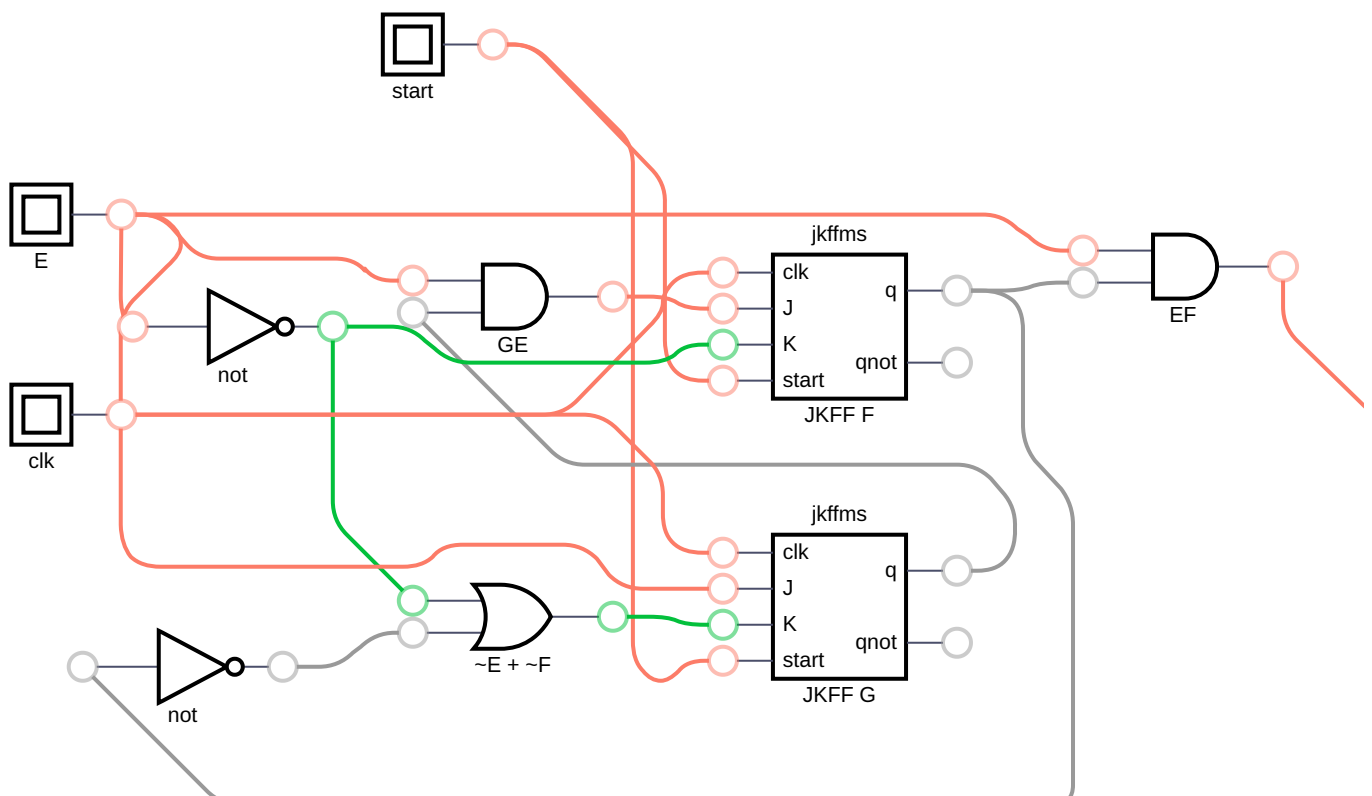 start
E
not
GE
jkffms
clk
J
K
start
q
qnot
JKFF F
EF
clk
jkffms
clk
J
K
start
q
qnot
JKFF G
~E + ~F
not